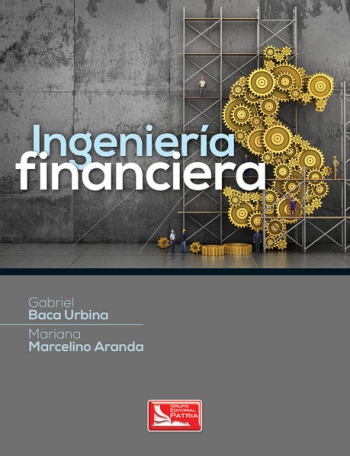 Ingeniería
financiera
Gabriel
Baca Urbina
Mariana
Marcelino Aranda
GRUPO
EDITORIAL
PATRIA